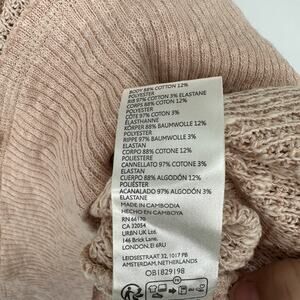 BODY 88% COTTON 12%
POLYESTER
RIB 97% COTTON 3% ELASTANE
CORPS 88% COTON 12%
POLYESTER
CÔTE 97% COTON 3%
ÉLASTHANNE
KÖRPER 88% BAUMWOLLE 12%
POLYESTER
RIPPE 97% BAUMWOLLE 3%
ELASTAN
CORPO 88% COTONE 12%
POLIESTERE
CANNELLATO 97% COTONE 3%
ELASTAN
CUERPO 88% ALGODÓN 12%
POLIÉSTER
ACANALADO 97% ALGODÓN 3%
ELASTANO
MADE IN CAMBODIA
HECHO EN CAMBOYA
RN 66170
CA 32054
URBN UK Ltd.
146 Brick Lane,
LONDON.E1 6RU
LEIDSESTRAAT 32, 1017 PB
AMSTERDAM, NETHERLANDS
OB1829198